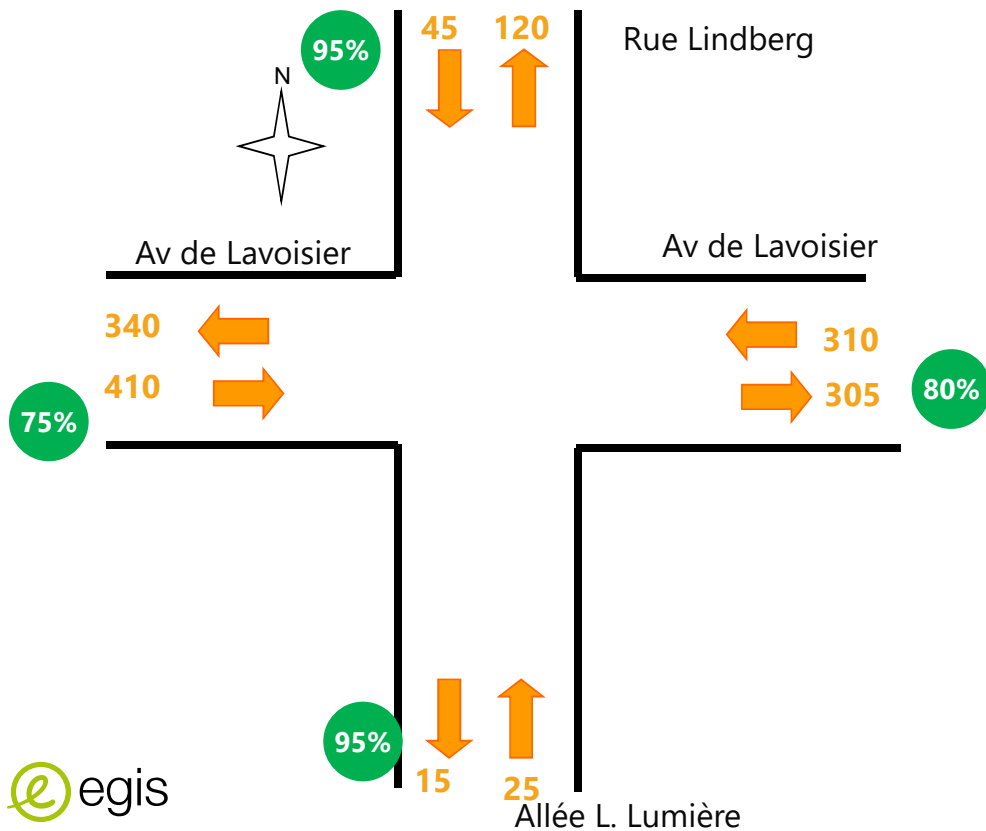 45 120
Rue Lindberg
95%
N
Av de Lavoisier
Av de Lavoisier
340
310
410
305
80%
75%
95%
15 25
egis
Allée L. Lumière